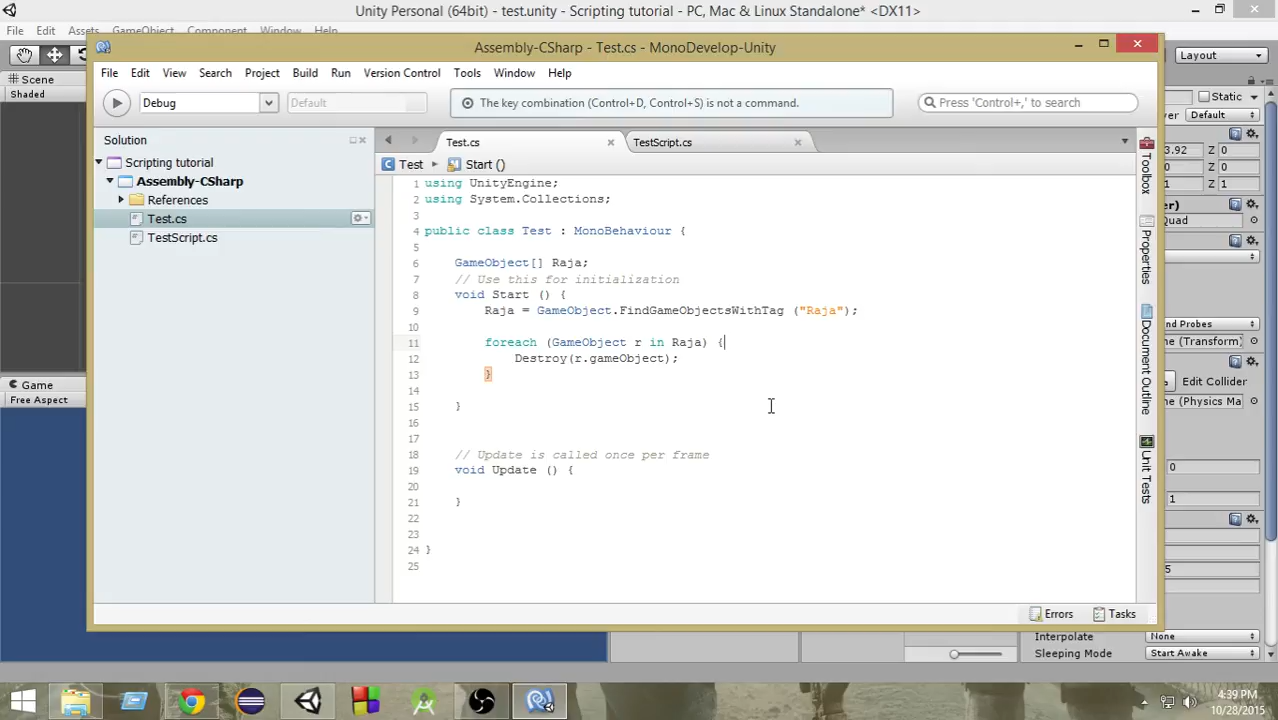 Unity Personal (64bit) - test.unity - Scripting tutorial - PC, Mac & Linux Standalone* <DX11>
File Edit Assets GameObject Component Window Help
Assembly-CSharp - Test.cs - MonoDevelop-Unity
Layout
Scene
Shaded
File Edit View Search Project Build Run Version Control Tools Window Help
Static
Default
Debug
Default
The key combination (Control+D, Control+S) is not a command.
Press 'Control+,' to search
Solution
Test.cs
TestScript.cs
Test
Start ()
Scripting tutorial
Assembly-CSharp
References
Test.cs
TestScript.cs
1 using UnityEngine;
2 using System.Collections;
3
4 public class Test : MonoBehaviour {
5
6 GameObject[] Raja;
7 // Use this for initialization
8 void Start () {
9 Raja = GameObject.FindGameObjectsWithTag ("Raja");
10
11 foreach (GameObject r in Raja) {
12 Destroy(r.gameObject);
13 }
14
15 }
16
17
18 // Update is called once per frame
19 void Update () {
20
21 }
22
23
24 }
25
Toolbox
Properties
Document Outline
Unit Tests
3.92 Z 0
0 Z 0
1 Z 1
Quad
Edit Collider
0
1
5
Game
Free Aspect
Errors Tasks
Interpolate None
Sleeping Mode Start Awake
4:39 PM
10/28/2015